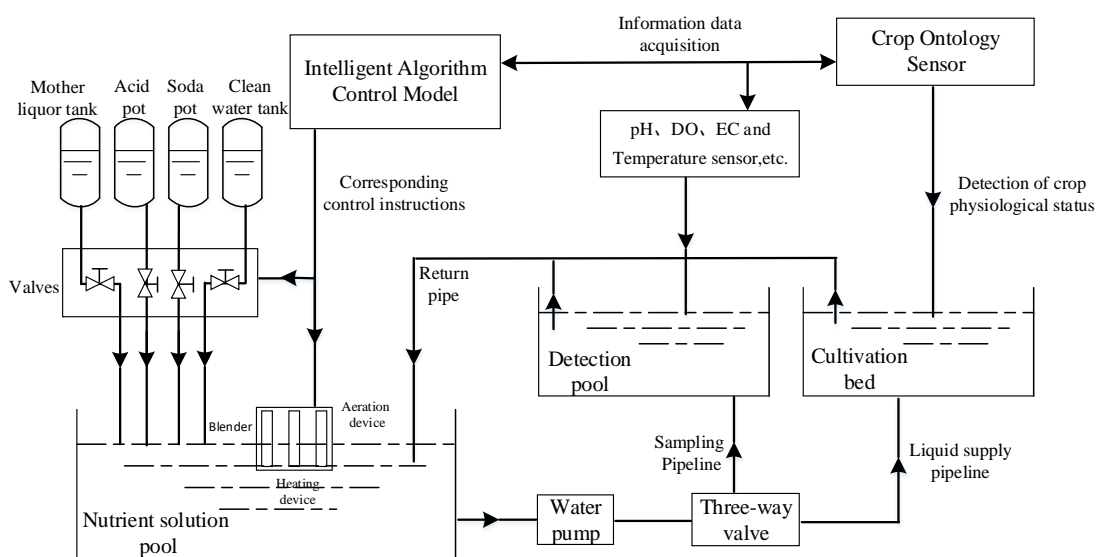 Information data
acquisition
Crop Ontology
Sensor
Intelligent Algorithm
Control Model
Mother
liquor tank
Acid
pot
Soda
pot
Clean
water tank
pH、DO、EC and
Temperature sensor,etc.
Corresponding
control instructions
Detection of crop
physiological status
Valves
Return
pipe
Detection
pool
Cultivation
bed
Blender
Aeration
device
Heating
device
Sampling
Pipeline
Liquid supply
pipeline
Nutrient solution
pool
Water
pump
Three-way
valve